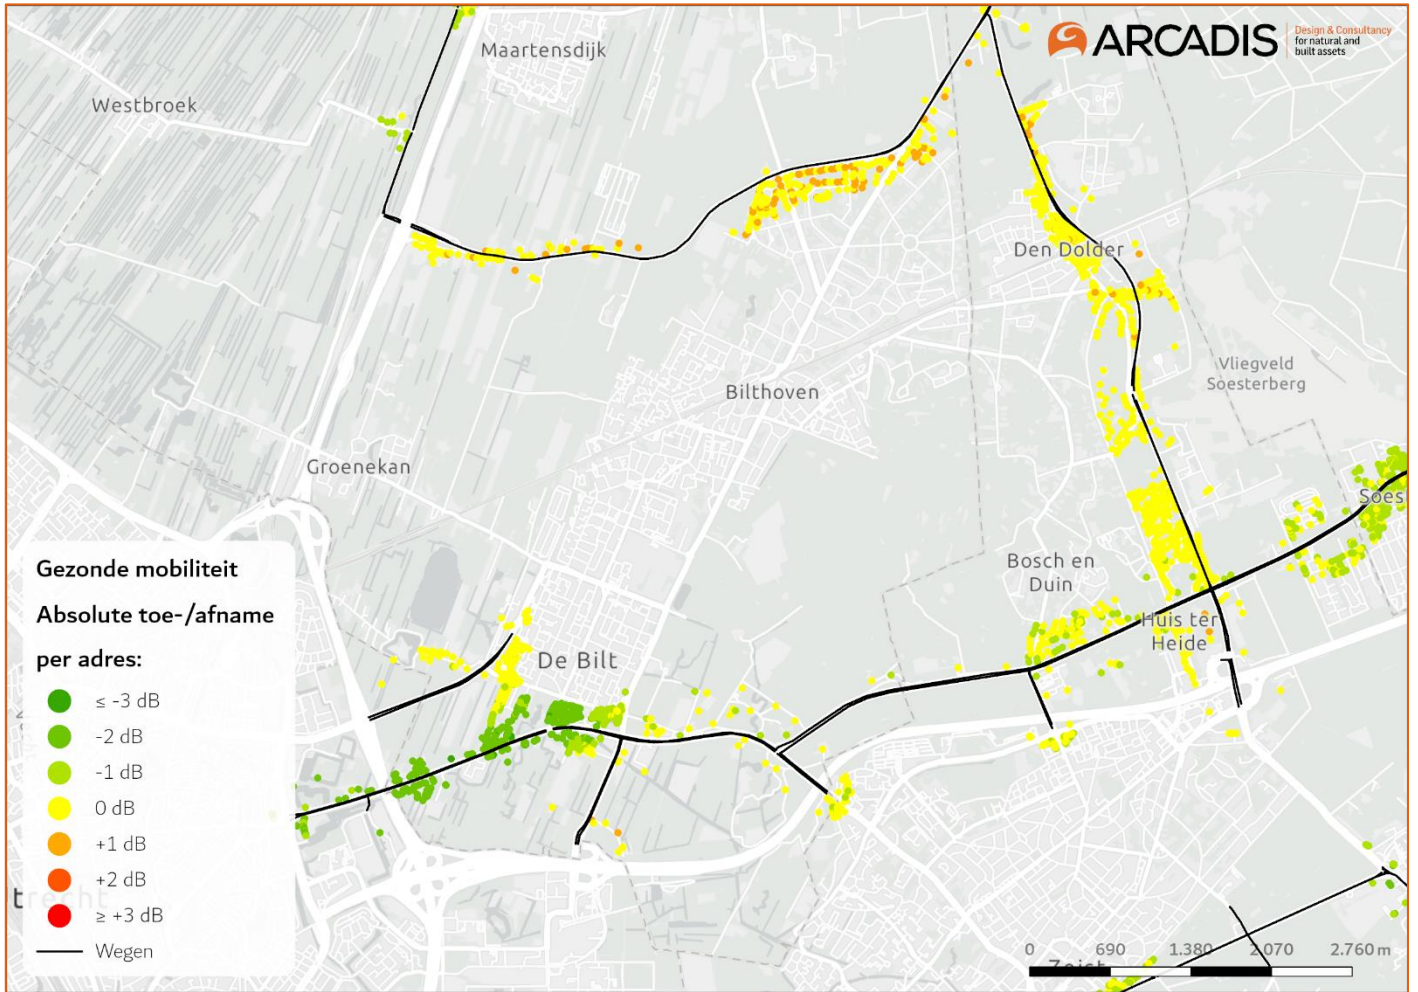 Maartensdijk
ARCADIS
Design & Consultancy
for natural and
built assets
Westbroek
Den Dolder
Vliegveld
Soesterberg
Bilthoven
Groenekan
Soes
Bosch en
Duin
Huis ter
Heide
De Bilt
Gezonde mobiliteit
Absolute toe-/afname
per adres:
≤ -3 dB
-2 dB
-1 dB
0 dB
+1 dB
+2 dB
≥ +3 dB
Wegen
trecht
Zeist
0 690 1.380 2.070 2.760 m